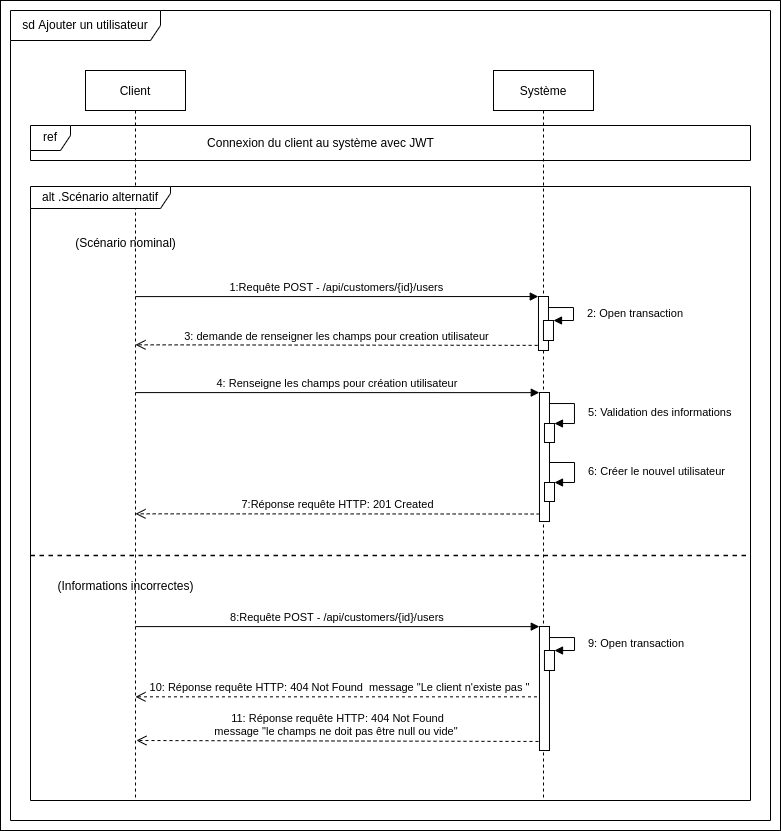 sd Ajouter un utilisateur
Client
Système
ref
Connexion du client au système avec JWT
alt .Scénario alternatif
(Scénario nominal)
1:Requête POST - /api/customers/{id}/users
2: Open transaction
3: demande de renseigner les champs pour creation utilisateur
4: Renseigne les champs pour création utilisateur
5: Validation des informations
6: Créer le nouvel utilisateur
7:Réponse requête HTTP: 201 Created
(Informations incorrectes)
8:Requête POST - /api/customers/{id}/users
9: Open transaction
10: Réponse requête HTTP: 404 Not Found  message "Le client n'existe pas "
11: Réponse requête HTTP: 404 Not Found
message "le champs ne doit pas être null ou vide"